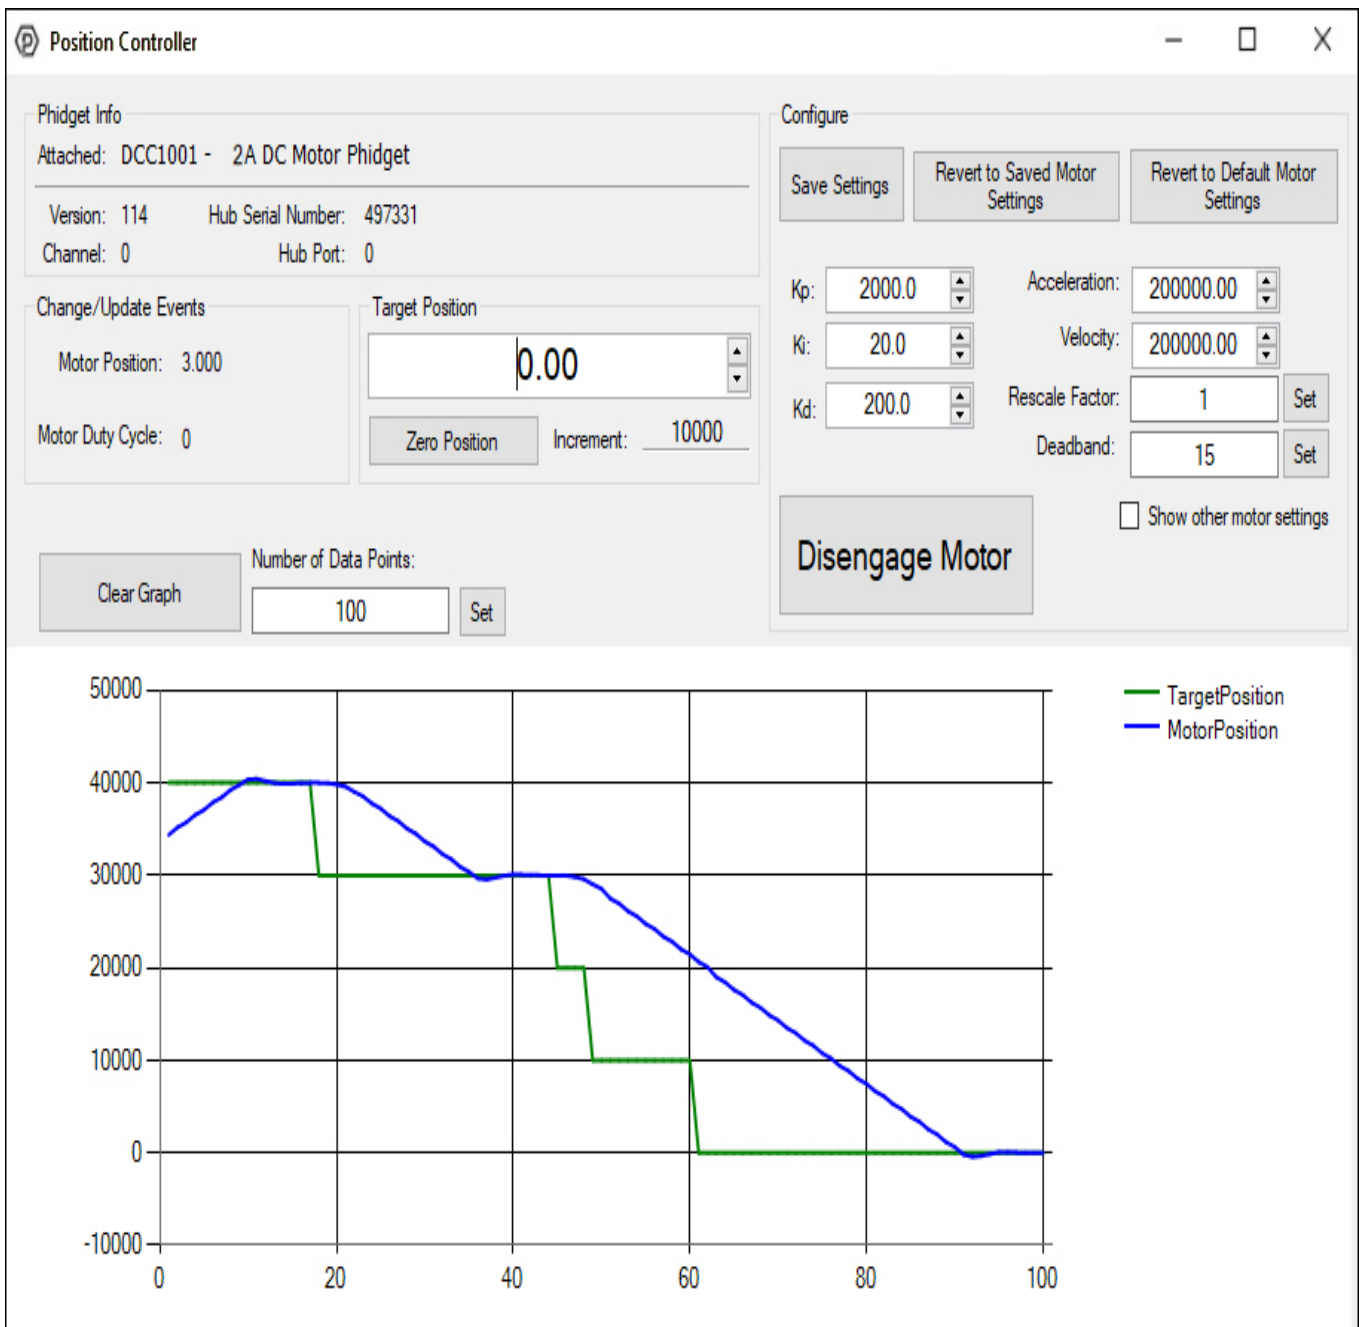 Position Controller
Phidget Info
Attached: DCC1001 - 2A DC Motor Phidget
Version: 114 Hub Serial Number: 497331
Channel: 0 Hub Port: 0
Change/Update Events
Motor Position: 3.000
Motor Duty Cycle: 0
Target Position
0.00
Zero Position Increment: 10000
Configure
Save Settings
Revert to Saved Motor
Settings
Revert to Default Motor
Settings
Kp: 2000.0 Acceleration: 200000.00
Ki: 20.0 Velocity: 200000.00
Kd: 200.0 Rescale Factor: 1 Set
Deadband: 15 Set
Show other motor settings
Disengage Motor
Clear Graph
Number of Data Points:
100 Set
50000
40000
30000
20000
10000
0
-10000
0 20 40 60 80 100
TargetPosition
MotorPosition